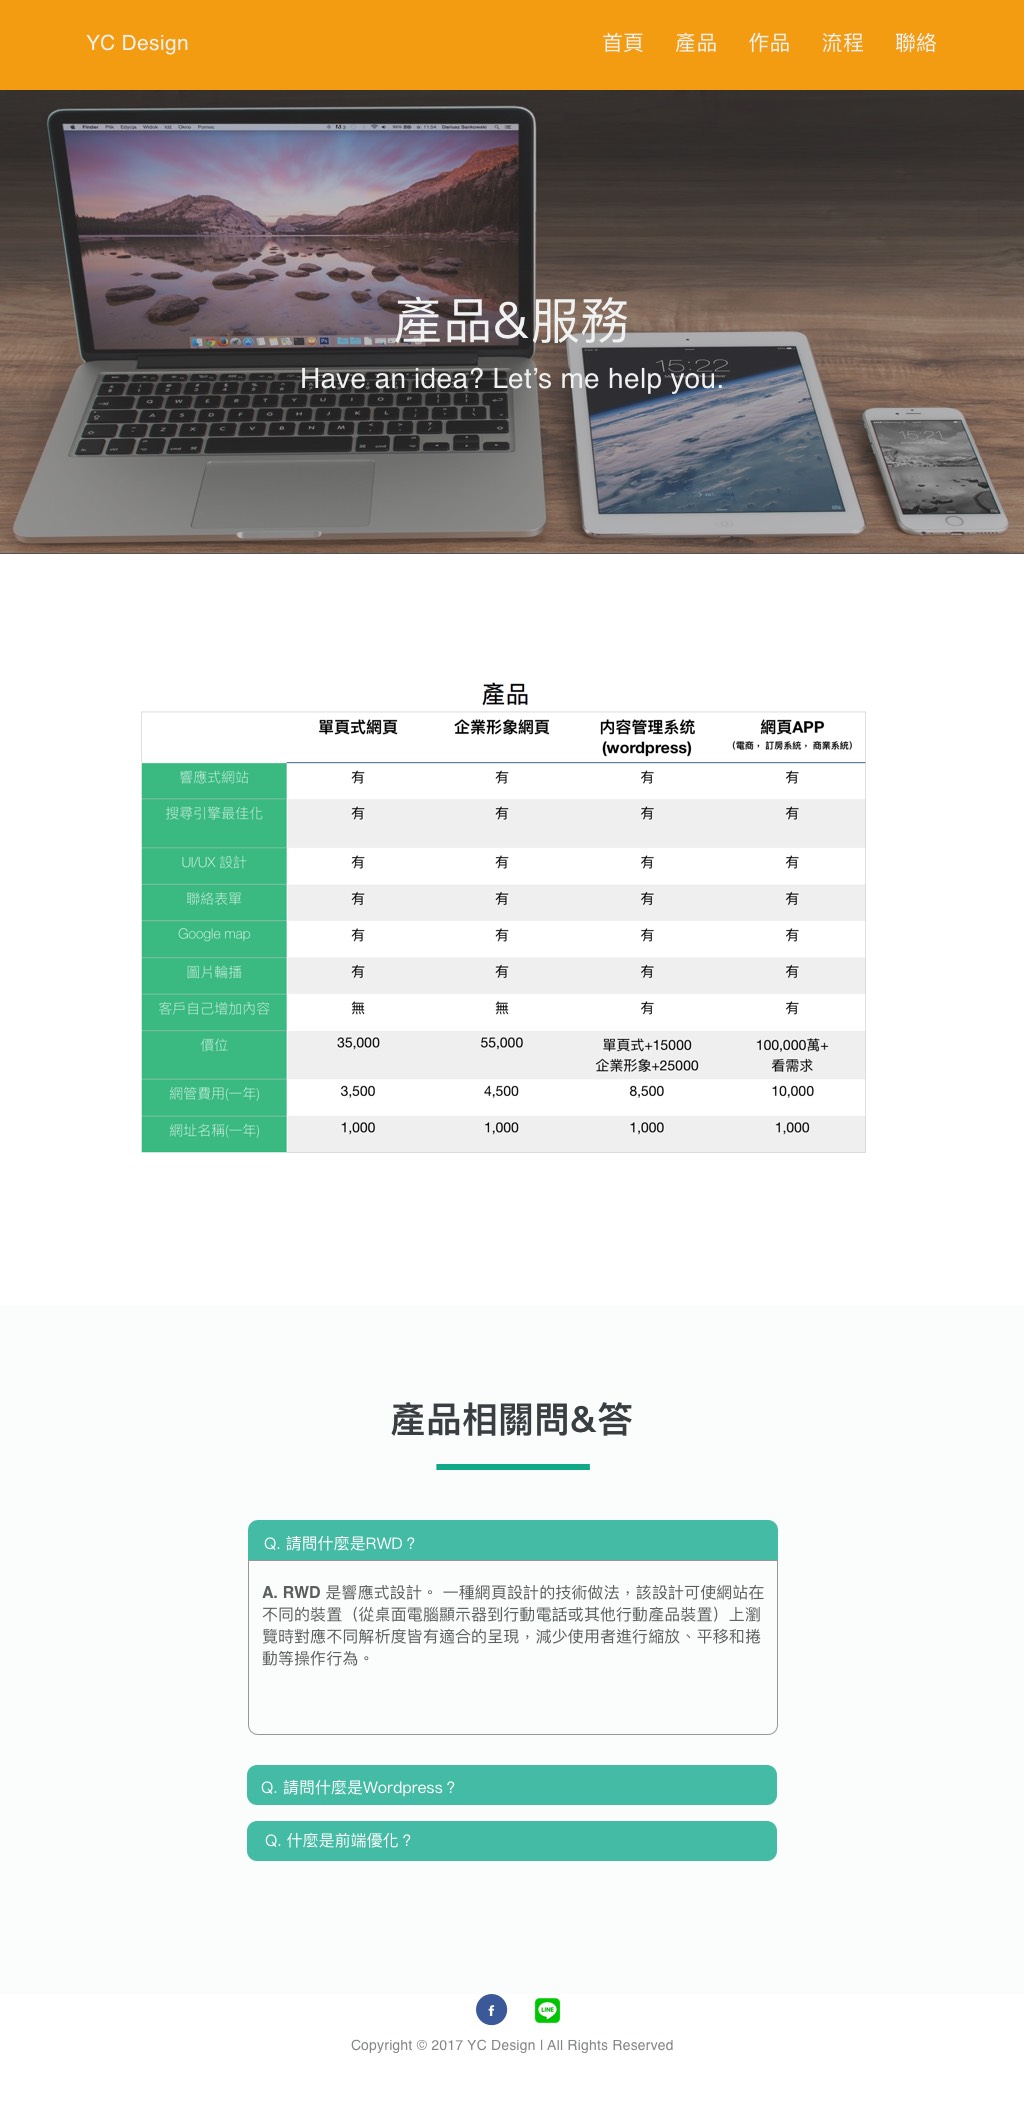 YC Design
首頁 產品 作品 流程 聯絡
Finder Plik Edycja Widok Idź Okno Pomoc
產品&服務
15:22
Have an idea? Let’s me help you.
15:21
產品
單頁式網頁 企業形象網頁 內容管理系统 網頁APP
(wordpress) (電商， 訂房系統， 商業系統)
響應式網站 有 有 有 有
搜尋引擎最佳化 有 有 有 有
UI/UX 設計 有 有 有 有
聯絡表單 有 有 有 有
Google map 有 有 有 有
圖片輪播 有 有 有 有
客戶自己增加內容 無 無 有 有
價位 35,000 55,000 單頁式+15000 100,000萬+
企業形象+25000 看需求
網管費用(一年) 3,500 4,500 8,500 10,000
網址名稱(一年) 1,000 1,000 1,000 1,000
產品相關問&答
Q. 請問什麼是RWD？
A. RWD 是響應式設計。 一種網頁設計的技術做法，該設計可使網站在
不同的裝置（從桌面電腦顯示器到行動電話或其他行動產品裝置）上瀏
覽時對應不同解析度皆有適合的呈現，減少使用者進行縮放、平移和捲
動等操作行為。
Q. 請問什麼是Wordpress？
Q. 什麼是前端優化？
f LINE
Copyright © 2017 YC Design | All Rights Reserved